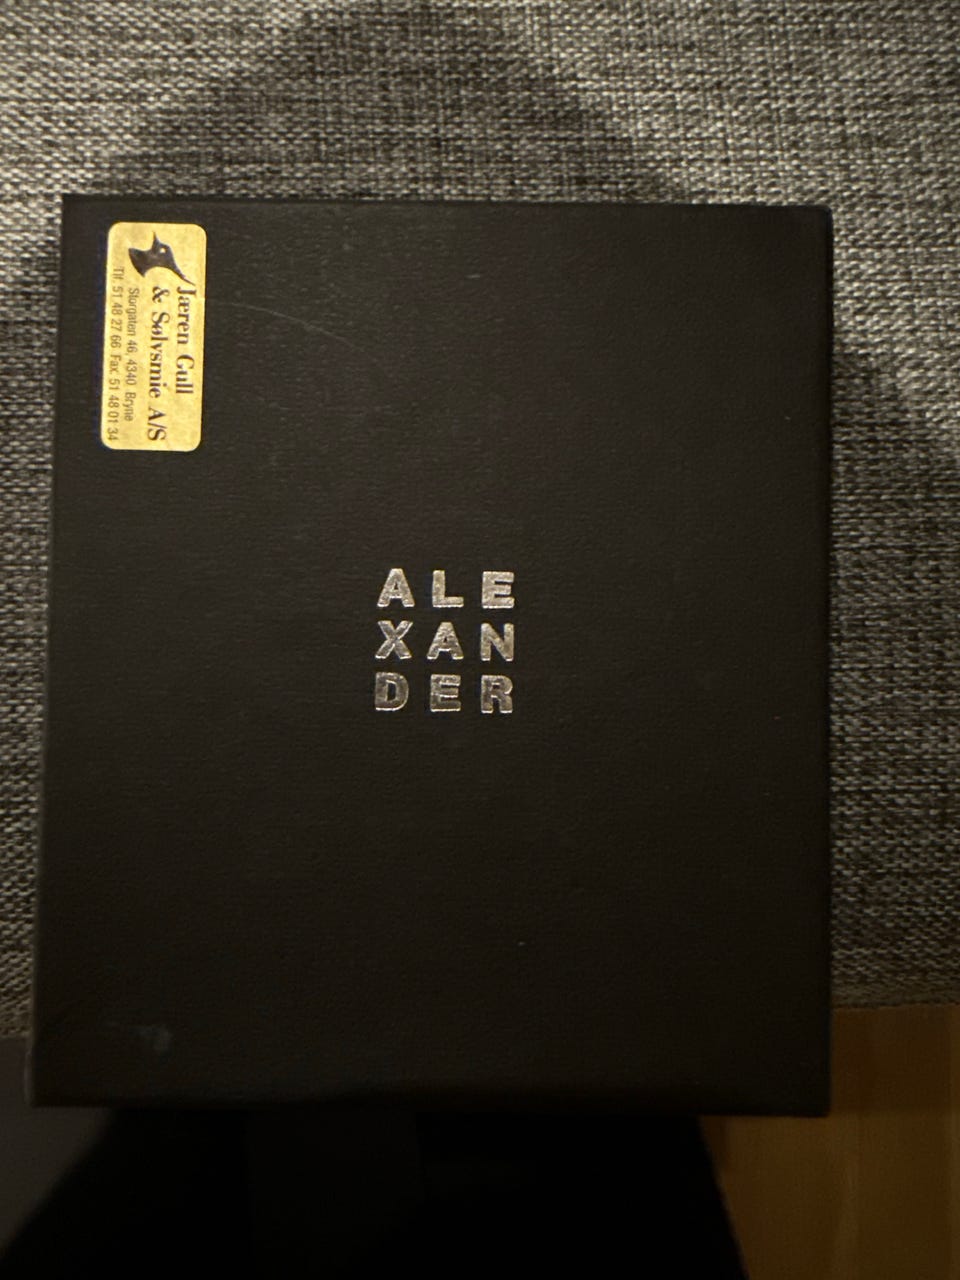 Jæren Gull
& Sølvsmie A/S
Storgaten 46, 4340 Bryne
Tlf. 51 48 27 66 Fax 51 48 01 34
ALE
XAN
DER